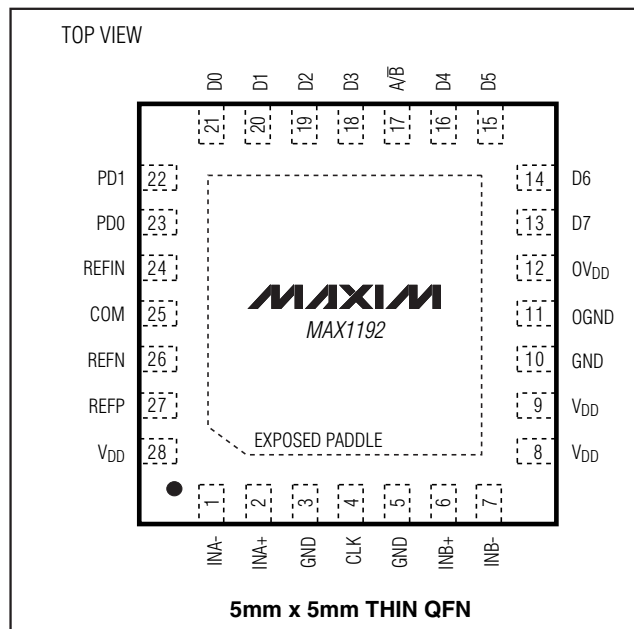 TOP VIEW
D0 D1 D2 D3 A/B̅ D4 D5
21 20 19 18 17 16 15
PD1 22 14 D6
PD0 23 13 D7
REFIN 24 12 OVDD
COM 25 11 OGND
REFN 26 10 GND
REFP 27 9 VDD
VDD 28 8 VDD
MAXIM
MAX1192
EXPOSED PADDLE
1 2 3 4 5 6 7
INA- INA+ GND CLK GND INB+ INB-
5mm x 5mm THIN QFN